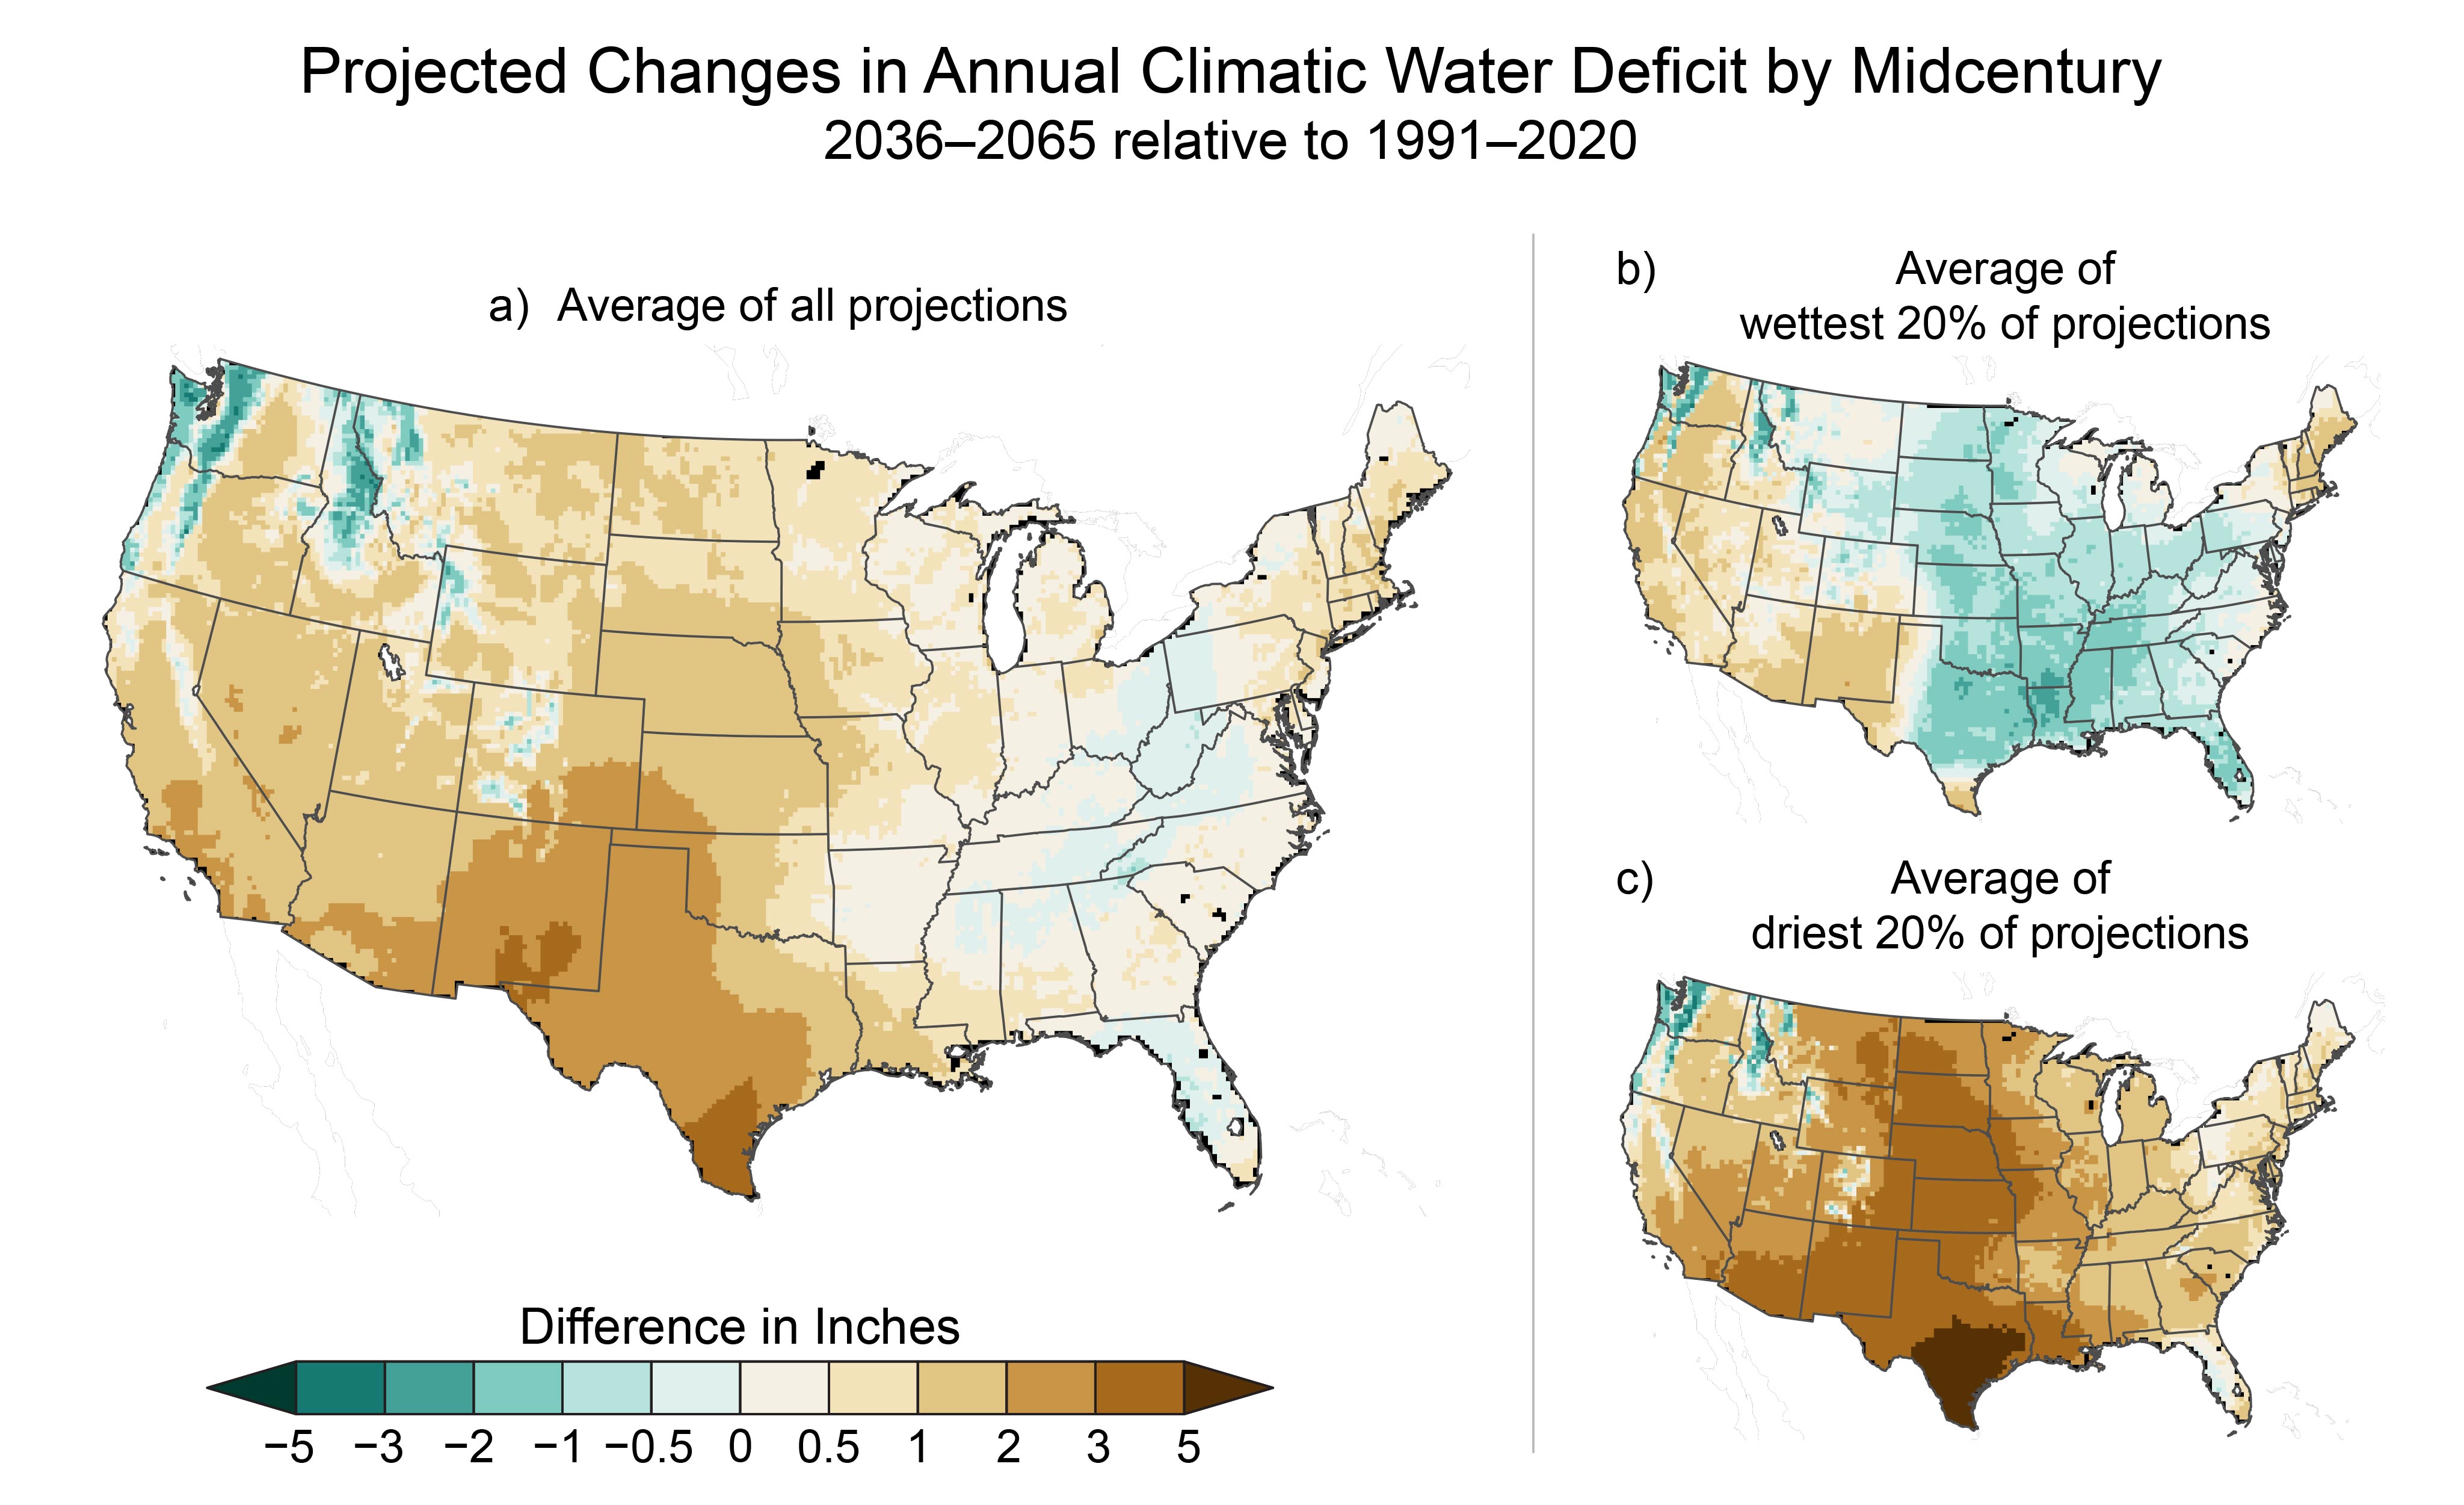 Projected Changes in Annual Climatic Water Deficit by Midcentury
2036–2065 relative to 1991–2020
a) Average of all projections
b) Average of
wettest 20% of projections
c) Average of
driest 20% of projections
Difference in Inches
−5 −3 −2 −1 −0.5 0 0.5 1 2 3 5